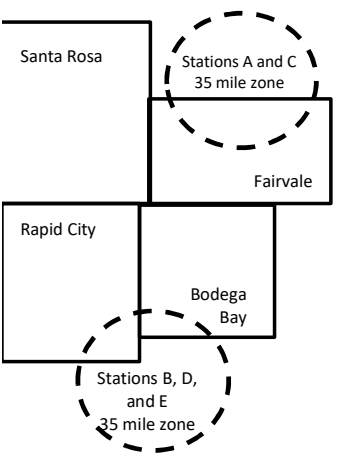 Santa Rosa
Stations A and C
35 mile zone
Fairvale
Rapid City
Bodega
Bay
Stations B, D,
and E
35 mile zone